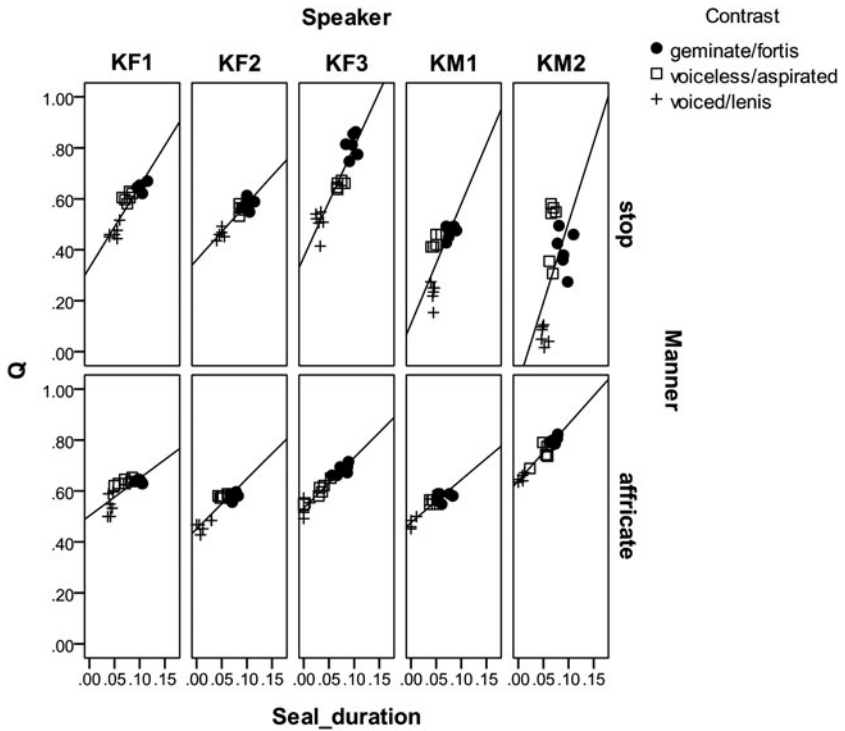 Speaker
Contrast
geminate/fortis
voiceless/aspirated
voiced/lenis
KF1 KF2 KF3 KM1 KM2
1.00
.80
.60
.40
.20
.00
stop
Q
Manner
1.00
.80
.60
.40
.20
.00
affricate
.00 .05 .10 .15 .00 .05 .10 .15 .00 .05 .10 .15 .00 .05 .10 .15 .00 .05 .10 .15
Seal_duration